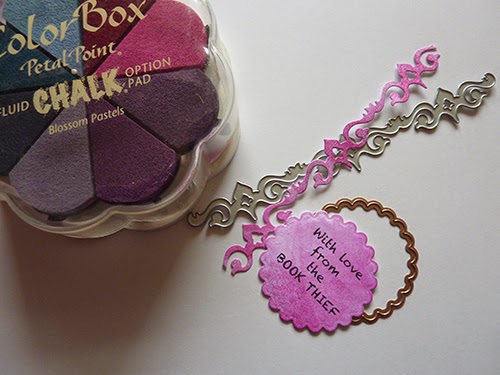 ColorBox
Petal Point
FLUID CHALK OPTION
PAD
Blossom Pastels
With love
from
the
BOOK THIEF